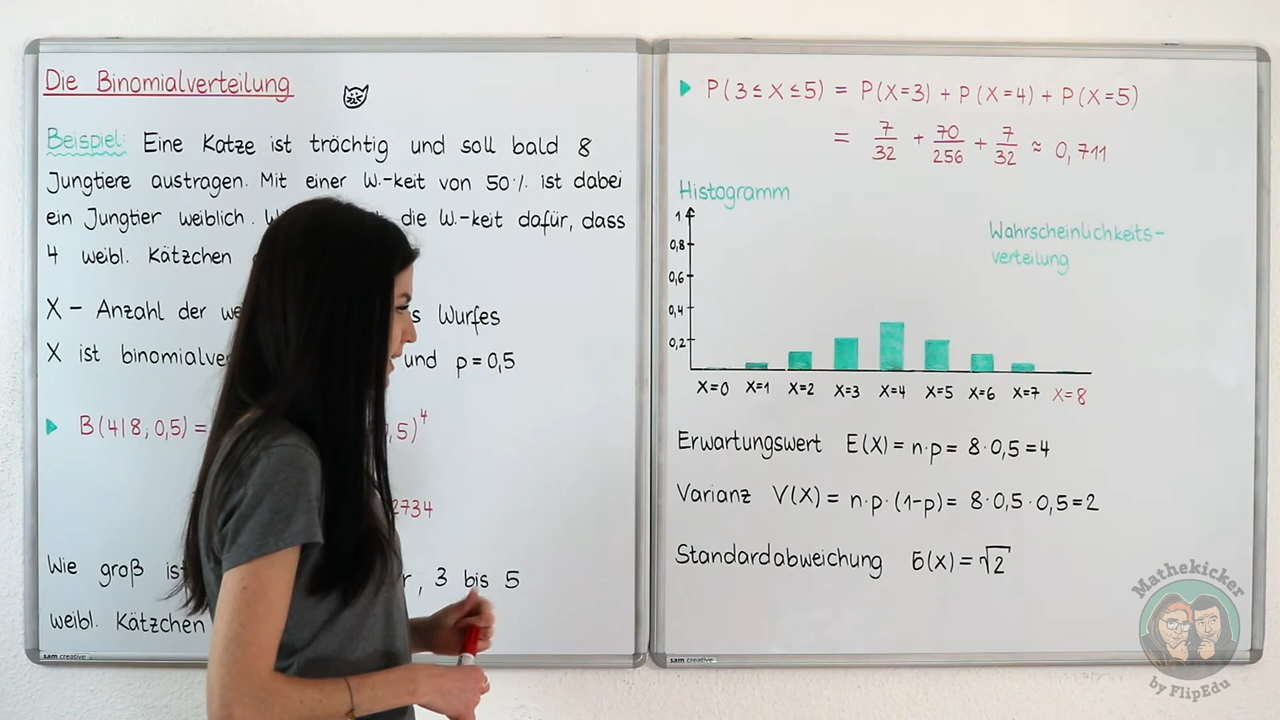 Die Binomialverteilung
Beispiel: Eine Katze ist trächtig und soll bald 8
Jungtiere austragen. Mit einer W.-keit von 50% ist dabei
ein Jungtier weiblich. die W.-keit dafür, dass
4 weibl. Kätzchen
X - Anzahl der Wurfes
X ist und p=0,5
B(4|8; 0,5) = ,5)⁴
2734
Wie groß ist , 3 bis 5
weibl. Kätzchen
sam creative
P(3≤X≤5) = P(X=3) + P(X=4) + P(X=5)
= 7/32 + 70/256 + 7/32 ≈ 0,711
Histogramm
Wahrscheinlichkeits-
verteilung
1
0,8
0,6
0,4
0,2
X=0 X=1 X=2 X=3 X=4 X=5 X=6 X=7 X=8
Erwartungswert E(X) = n·p = 8·0,5 = 4
Varianz V(X) = n·p·(1-p) = 8·0,5·0,5 = 2
Standardabweichung σ(X) = √2
sam creative
Mathekicker
by FlipEdu